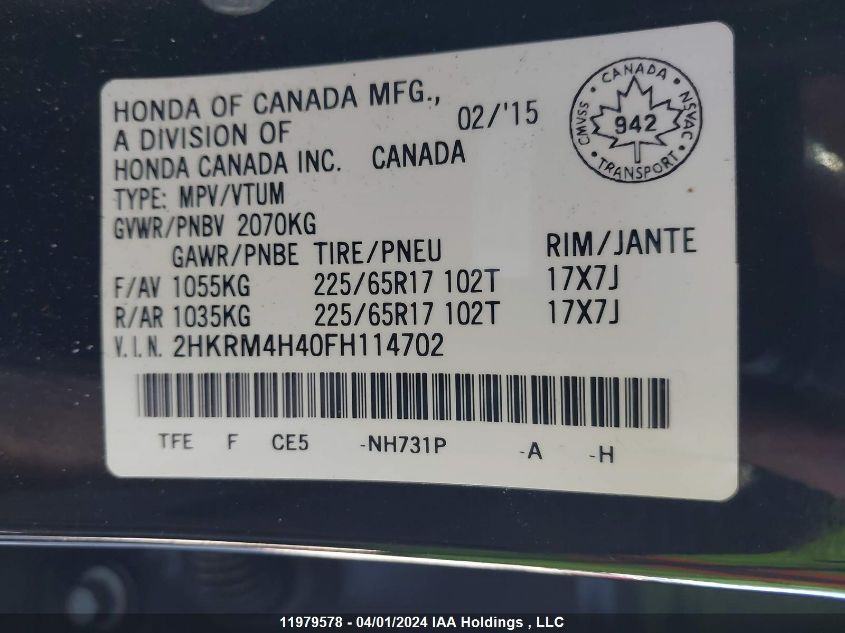 HONDA OF CANADA MFG., 02/'15
A DIVISION OF
HONDA CANADA INC. CANADA
TYPE: MPV/VTUM
GVWR/PNBV 2070KG
GAWR/PNBE TIRE/PNEU RIM/JANTE
F/AV 1055KG 225/65R17 102T 17X7J
R/AR 1035KG 225/65R17 102T 17X7J
V.I.N. 2HKRM4H40FH114702
TFE F CE5 -NH731P -A -H
CANADA
CMVSS 942 NSVAC
TRANSPORT
11979578 - 04/01/2024 IAA Holdings , LLC